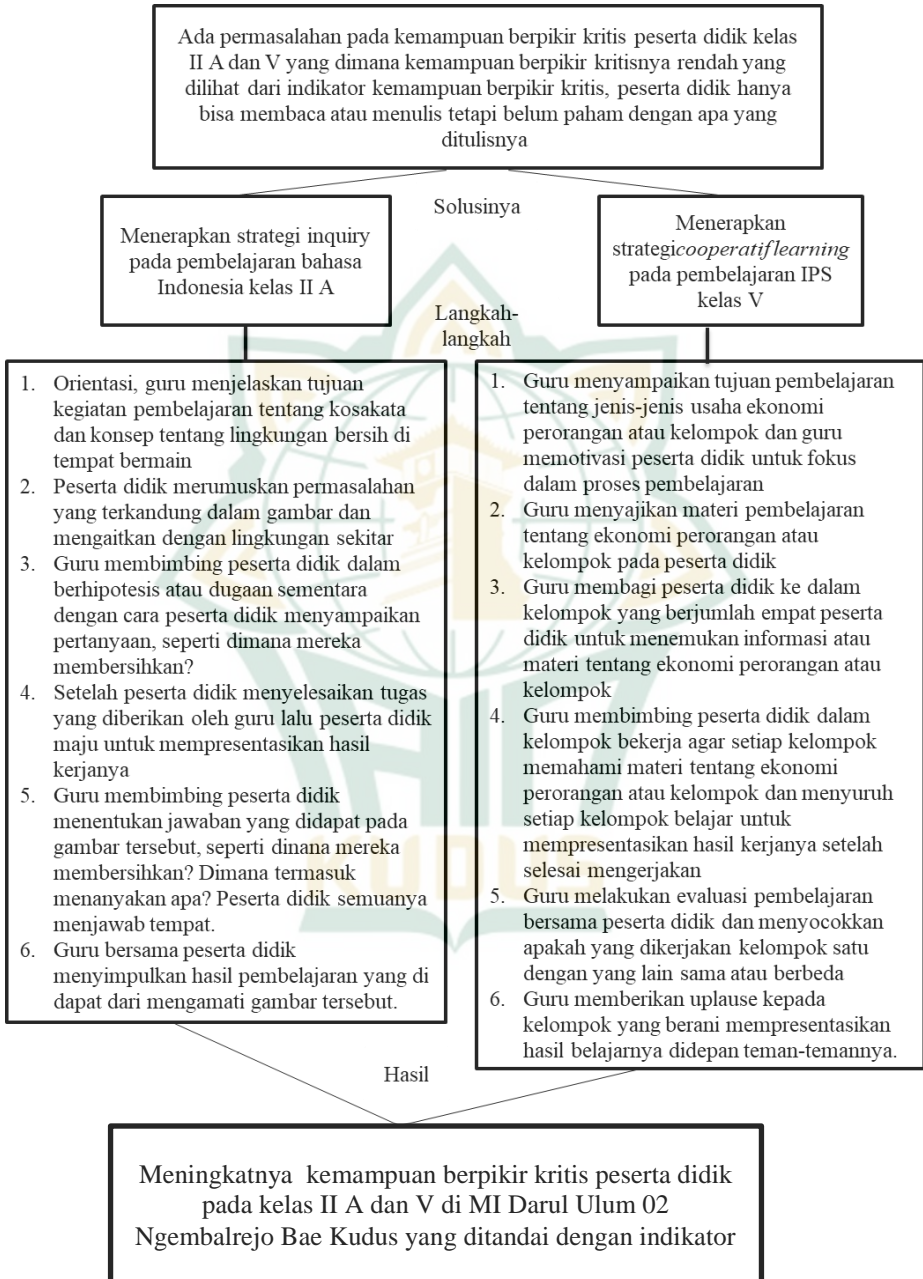 Ada permasalahan pada kemampuan berpikir kritis peserta didik kelas
II A dan V yang dimana kemampuan berpikir kritisnya rendah yang
dilihat dari indikator kemampuan berpikir kritis, peserta didik hanya
bisa membaca atau menulis tetapi belum paham dengan apa yang
ditulisnya
Solusinya
Menerapkan strategi inquiry
pada pembelajaran bahasa
Indonesia kelas II A
Menerapkan
strategicooperatif learning
pada pembelajaran IPS
kelas V
Langkah-
langkah
1. Orientasi, guru menjelaskan tujuan
kegiatan pembelajaran tentang kosakata
dan konsep tentang lingkungan bersih di
tempat bermain
2. Peserta didik merumuskan permasalahan
yang terkandung dalam gambar dan
mengaitkan dengan lingkungan sekitar
3. Guru membimbing peserta didik dalam
berhipotesis atau dugaan sementara
dengan cara peserta didik menyampaikan
pertanyaan, seperti dimana mereka
membersihkan?
4. Setelah peserta didik menyelesaikan tugas
yang diberikan oleh guru lalu peserta didik
maju untuk mempresentasikan hasil
kerjanya
5. Guru membimbing peserta didik
menentukan jawaban yang didapat pada
gambar tersebut, seperti dinana mereka
membersihkan? Dimana termasuk
menanyakan apa? Peserta didik semuanya
menjawab tempat.
6. Guru bersama peserta didik
menyimpulkan hasil pembelajaran yang di
dapat dari mengamati gambar tersebut.
1. Guru menyampaikan tujuan pembelajaran
tentang jenis-jenis usaha ekonomi
perorangan atau kelompok dan guru
memotivasi peserta didik untuk fokus
dalam proses pembelajaran
2. Guru menyajikan materi pembelajaran
tentang ekonomi perorangan atau
kelompok pada peserta didik
3. Guru membagi peserta didik ke dalam
kelompok yang berjumlah empat peserta
didik untuk menemukan informasi atau
materi tentang ekonomi perorangan atau
kelompok
4. Guru membimbing peserta didik dalam
kelompok bekerja agar setiap kelompok
memahami materi tentang ekonomi
perorangan atau kelompok dan menyuruh
setiap kelompok belajar untuk
mempresentasikan hasil kerjanya setelah
selesai mengerjakan
5. Guru melakukan evaluasi pembelajaran
bersama peserta didik dan menyocokkan
apakah yang dikerjakan kelompok satu
dengan yang lain sama atau berbeda
6. Guru memberikan uplause kepada
kelompok yang berani mempresentasikan
hasil belajarnya didepan teman-temannya.
KUDUS
Hasil
Meningkatnya kemampuan berpikir kritis peserta didik
pada kelas II A dan V di MI Darul Ulum 02
Ngembalrejo Bae Kudus yang ditandai dengan indikator